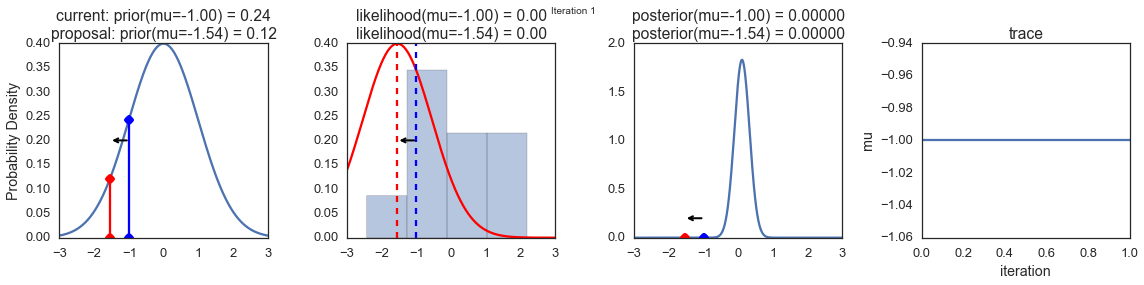 current: prior(mu=-1.00) = 0.24
proposal: prior(mu=-1.54) = 0.12
Probability Density
0.40
0.35
0.30
0.25
0.20
0.15
0.10
0.05
0.00
−3 −2 −1 0 1 2 3
Iteration 1
likelihood(mu=-1.00) = 0.00
likelihood(mu=-1.54) = 0.00
0.40
0.35
0.30
0.25
0.20
0.15
0.10
0.05
0.00
−3 −2 −1 0 1 2 3
posterior(mu=-1.00) = 0.00000
posterior(mu=-1.54) = 0.00000
2.0
1.5
1.0
0.5
0.0
−3 −2 −1 0 1 2 3
trace
mu
−0.94
−0.96
−0.98
−1.00
−1.02
−1.04
−1.06
0.0 0.2 0.4 0.6 0.8 1.0
iteration